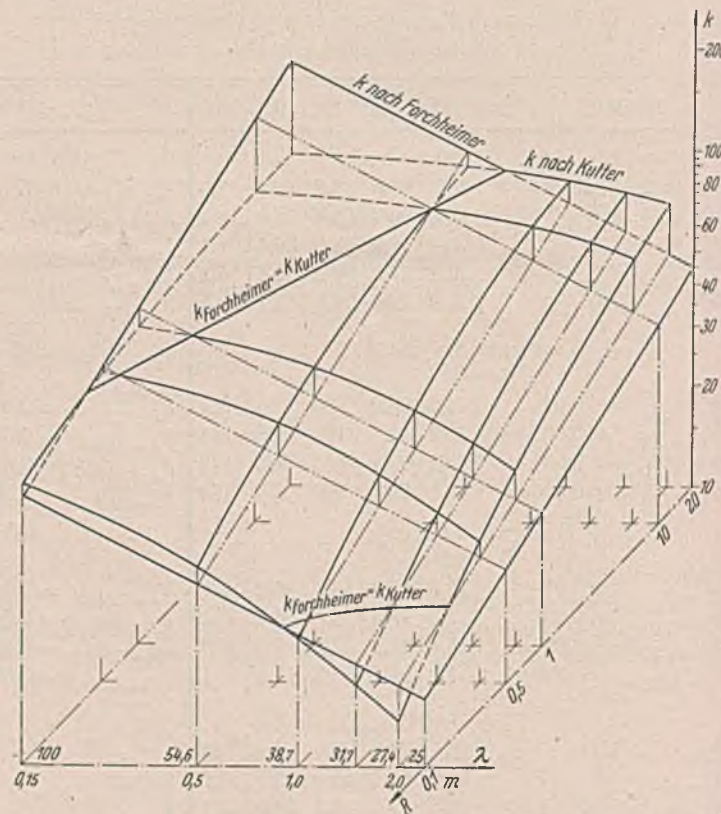 k
200
k nach Forchheimer
100
k nach Kutter
80
60
kForchheimer = kKutter
40
30
20
10
20
10
kForchheimer = kKutter
1
0,5
100
54,6
38,7
31,7
27,4
25
λ
0,15
0,5
1,0
2,0
0,1
m
R